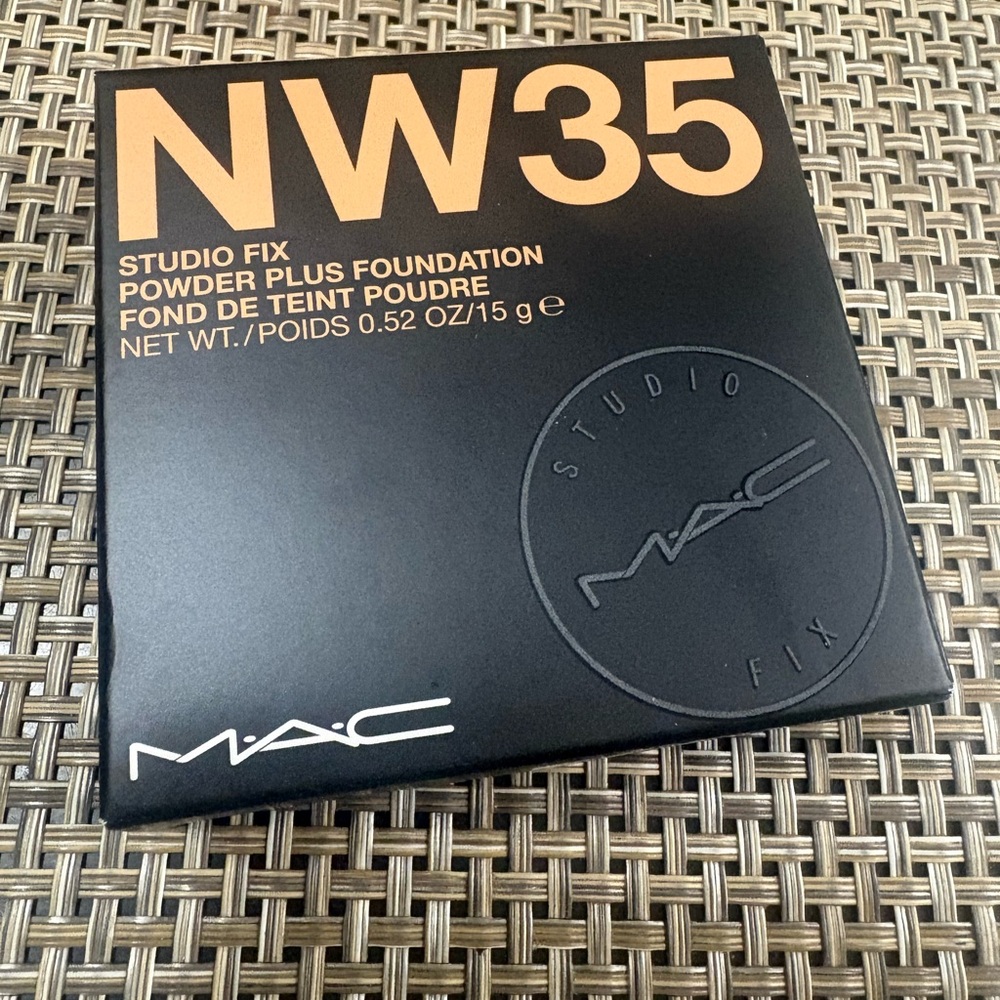 NW35
STUDIO FIX
POWDER PLUS FOUNDATION
FOND DE TEINT POUDRE
NET WT./POIDS 0.52 OZ/15 g ℮
STUDIO
M·A·C
FIX
M·A·C